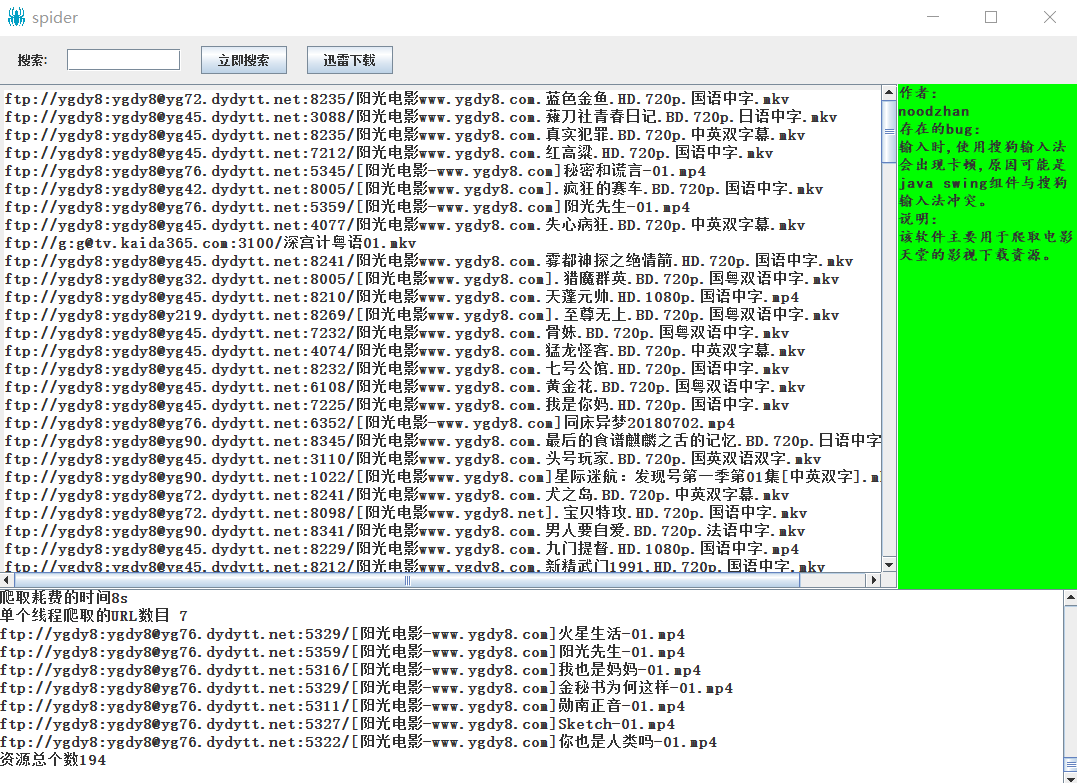 spider
搜索: 立即搜索 迅雷下载
ftp://ygdy8:ygdy8@yg72.dydytt.net:8235/阳光电影www.ygdy8.com.蓝色金鱼.HD.720p.国语中字.mkv
ftp://ygdy8:ygdy8@yg45.dydytt.net:3088/阳光电影www.ygdy8.com.薙刀社青春日记.BD.720p.日语中字.mkv
ftp://ygdy8:ygdy8@yg45.dydytt.net:8235/阳光电影www.ygdy8.com.真实犯罪.BD.720p.中英双字幕.mkv
ftp://ygdy8:ygdy8@yg45.dydytt.net:7212/阳光电影www.ygdy8.com.红高粱.HD.720p.国语中字.mkv
ftp://ygdy8:ygdy8@yg76.dydytt.net:5345/[阳光电影-www.ygdy8.com]秘密和谎言-01.mp4
ftp://ygdy8:ygdy8@yg42.dydytt.net:8005/[阳光电影www.ygdy8.com].疯狂的赛车.BD.720p.国语中字.mkv
ftp://ygdy8:ygdy8@yg76.dydytt.net:5359/[阳光电影-www.ygdy8.com]阳光先生-01.mp4
ftp://ygdy8:ygdy8@yg45.dydytt.net:4077/阳光电影www.ygdy8.com.失心病狂.BD.720p.中英双字幕.mkv
ftp://g:g@tv.kaida365.com:3100/深宫计粤语01.mkv
ftp://ygdy8:ygdy8@yg45.dydytt.net:8241/阳光电影www.ygdy8.com.雾都神探之绝情箭.HD.720p.国语中字.mkv
ftp://ygdy8:ygdy8@yg32.dydytt.net:8005/[阳光电影www.ygdy8.com].猎魔群英.BD.720p.国粤双语中字.mkv
ftp://ygdy8:ygdy8@yg45.dydytt.net:8210/阳光电影www.ygdy8.com.天蓬元帅.HD.1080p.国语中字.mp4
ftp://ygdy8:ygdy8@y219.dydytt.net:8269/[阳光电影www.ygdy8.com].至尊无上.BD.720p.国粤双语中字.mkv
ftp://ygdy8:ygdy8@yg45.dydytt.net:7232/阳光电影www.ygdy8.com.骨妹.BD.720p.国粤双语中字.mkv
ftp://ygdy8:ygdy8@yg45.dydytt.net:4074/阳光电影www.ygdy8.com.猛龙怪客.BD.720p.中英双字幕.mkv
ftp://ygdy8:ygdy8@yg45.dydytt.net:8232/阳光电影www.ygdy8.com.七号公馆.HD.720p.国语中字.mkv
ftp://ygdy8:ygdy8@yg45.dydytt.net:6108/阳光电影www.ygdy8.com.黄金花.BD.720p.国粤双语中字.mkv
ftp://ygdy8:ygdy8@yg45.dydytt.net:7225/阳光电影www.ygdy8.com.我是你妈.HD.720p.国语中字.mkv
ftp://ygdy8:ygdy8@yg76.dydytt.net:6352/[阳光电影-www.ygdy8.com]同床异梦20180702.mp4
ftp://ygdy8:ygdy8@yg90.dydytt.net:8345/阳光电影www.ygdy8.com.最后的食谱麒麟之舌的记忆.BD.720p.日语中字
ftp://ygdy8:ygdy8@yg45.dydytt.net:3110/阳光电影www.ygdy8.com.头号玩家.BD.720p.国英双语双字.mkv
ftp://ygdy8:ygdy8@yg90.dydytt.net:1022/[阳光电影www.ygdy8.com]星际迷航：发现号第一季第01集[中英双字].m
ftp://ygdy8:ygdy8@yg72.dydytt.net:8241/阳光电影www.ygdy8.com.犬之岛.BD.720p.中英双字幕.mkv
ftp://ygdy8:ygdy8@yg72.dydytt.net:8098/[阳光电影www.ygdy8.net].宝贝特攻.HD.720p.国语中字.mkv
ftp://ygdy8:ygdy8@yg90.dydytt.net:8341/阳光电影www.ygdy8.com.男人要自爱.BD.720p.法语中字.mkv
ftp://ygdy8:ygdy8@yg45.dydytt.net:8229/阳光电影www.ygdy8.com.九门提督.HD.1080p.国语中字.mp4
ftp://ygdy8:ygdy8@yg45.dydytt.net:8212/阳光电影www.ygdy8.com.新精武门1991.HD.720p.国语中字.mkv
作者:
noodzhan
存在的bug:
输入时,使用搜狗输入法
会出现卡顿,原因可能是
java swing组件与搜狗
输入法冲突。
说明:
该软件主要用于爬取电影
天堂的影视下载资源。
爬取耗费的时间8s
单个线程爬取的URL数目 7
ftp://ygdy8:ygdy8@yg76.dydytt.net:5329/[阳光电影-www.ygdy8.com]火星生活-01.mp4
ftp://ygdy8:ygdy8@yg76.dydytt.net:5359/[阳光电影-www.ygdy8.com]阳光先生-01.mp4
ftp://ygdy8:ygdy8@yg76.dydytt.net:5316/[阳光电影-www.ygdy8.com]我也是妈妈-01.mp4
ftp://ygdy8:ygdy8@yg76.dydytt.net:5329/[阳光电影-www.ygdy8.com]金秘书为何这样-01.mp4
ftp://ygdy8:ygdy8@yg76.dydytt.net:5311/[阳光电影-www.ygdy8.com]勋南正音-01.mp4
ftp://ygdy8:ygdy8@yg76.dydytt.net:5327/[阳光电影-www.ygdy8.com]Sketch-01.mp4
ftp://ygdy8:ygdy8@yg76.dydytt.net:5322/[阳光电影-www.ygdy8.com]你也是人类吗-01.mp4
资源总个数194